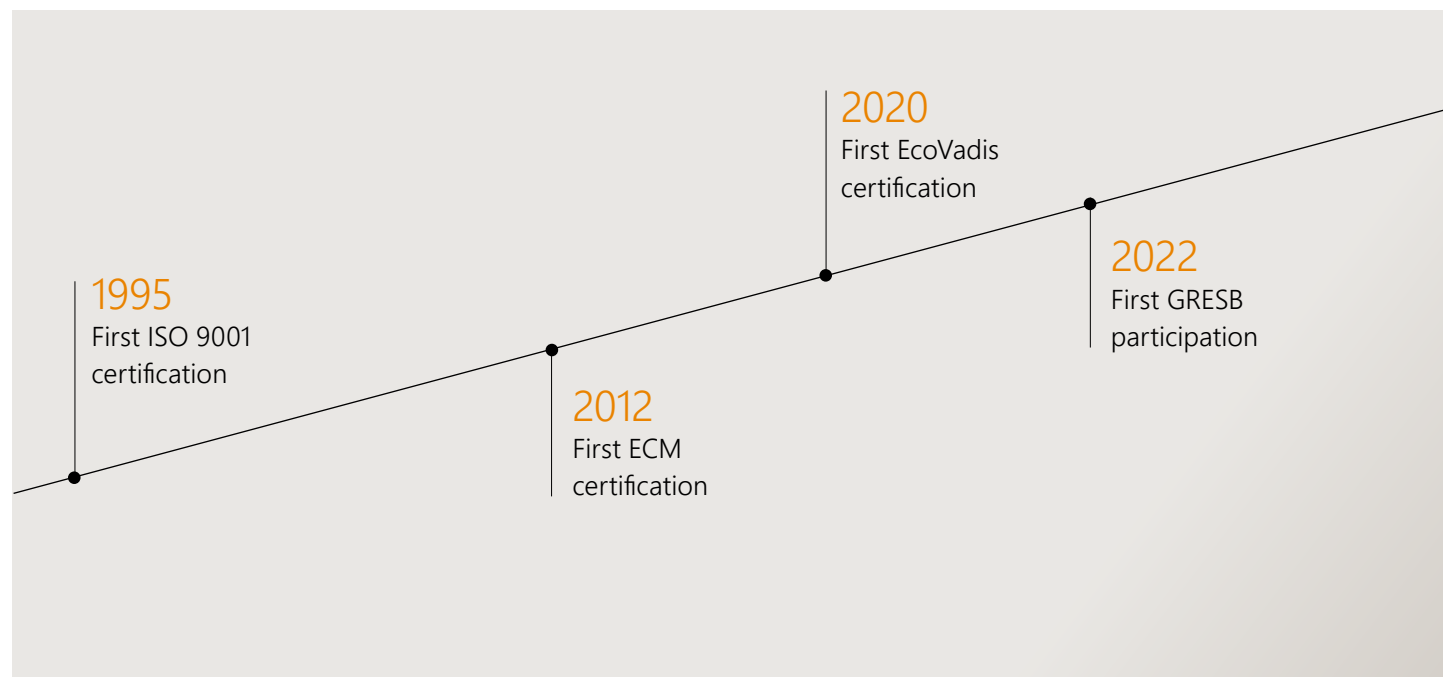 1995
First ISO 9001
certification
2012
First ECM
certification
2020
First EcoVadis
certification
2022
First GRESB
participation